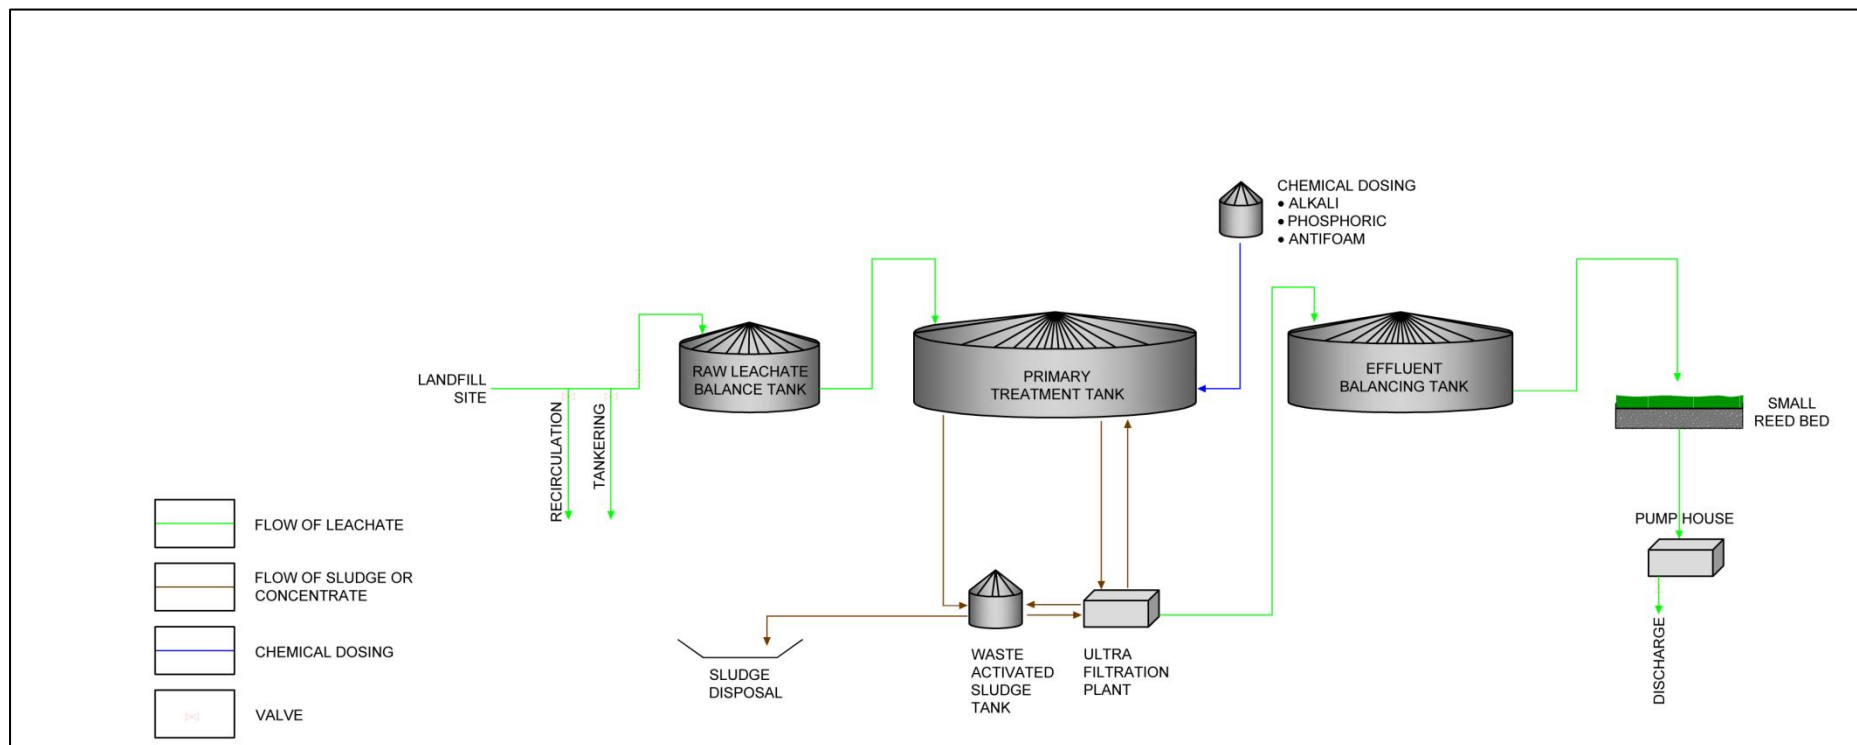 CHEMICAL DOSING
• ALKALI
• PHOSPHORIC
• ANTIFOAM
LANDFILL
SITE
RECIRCULATION
TANKERING
RAW LEACHATE
BALANCE TANK
PRIMARY
TREATMENT TANK
EFFLUENT
BALANCING TANK
SMALL
REED BED
PUMP HOUSE
DISCHARGE
SLUDGE
DISPOSAL
WASTE
ACTIVATED
SLUDGE
TANK
ULTRA
FILTRATION
PLANT
FLOW OF LEACHATE
FLOW OF SLUDGE OR
CONCENTRATE
CHEMICAL DOSING
VALVE